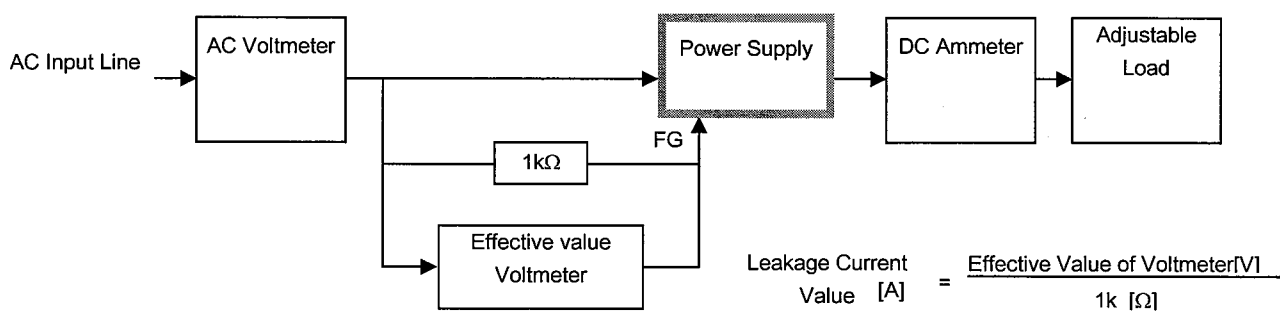 AC Input Line
AC Voltmeter
Power Supply
DC Ammeter
Adjustable
Load
FG
1kΩ
Effective value
Voltmeter
Leakage Current
Value [A]
=
Effective Value of Voltmeter[V]
1k [Ω]